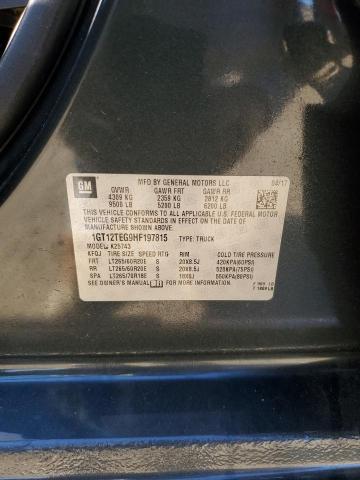 GM
MFD BY GENERAL MOTORS LLC 04/17
GVWR GAWR FRT GAWR RR
4309 KG 2359 KG 2812 KG
9500 LB 5200 LB 6200 LB
THIS VEHICLE CONFORMS TO ALL APPLICABLE U.S. FEDERAL MOTOR
VEHICLE SAFETY STANDARDS IN EFFECT ON THE DATE OF
MANUFACTURE SHOWN ABOVE.
1GT12TEG9HF197815 TYPE: TRUCK
MODEL: K25743
TIRE SIZE SPEED RTG RIM COLD TIRE PRESSURE
FRT LT265/60R20E S 20X8.5J 420KPA(60PSI)
RR LT265/60R20E S 20X8.5J 520KPA(75PSI)
SPA LT265/70R18E S 18X8J 550KPA(80PSI)
SEE OWNER'S MANUAL FOR ADDITIONAL INFORMATION.